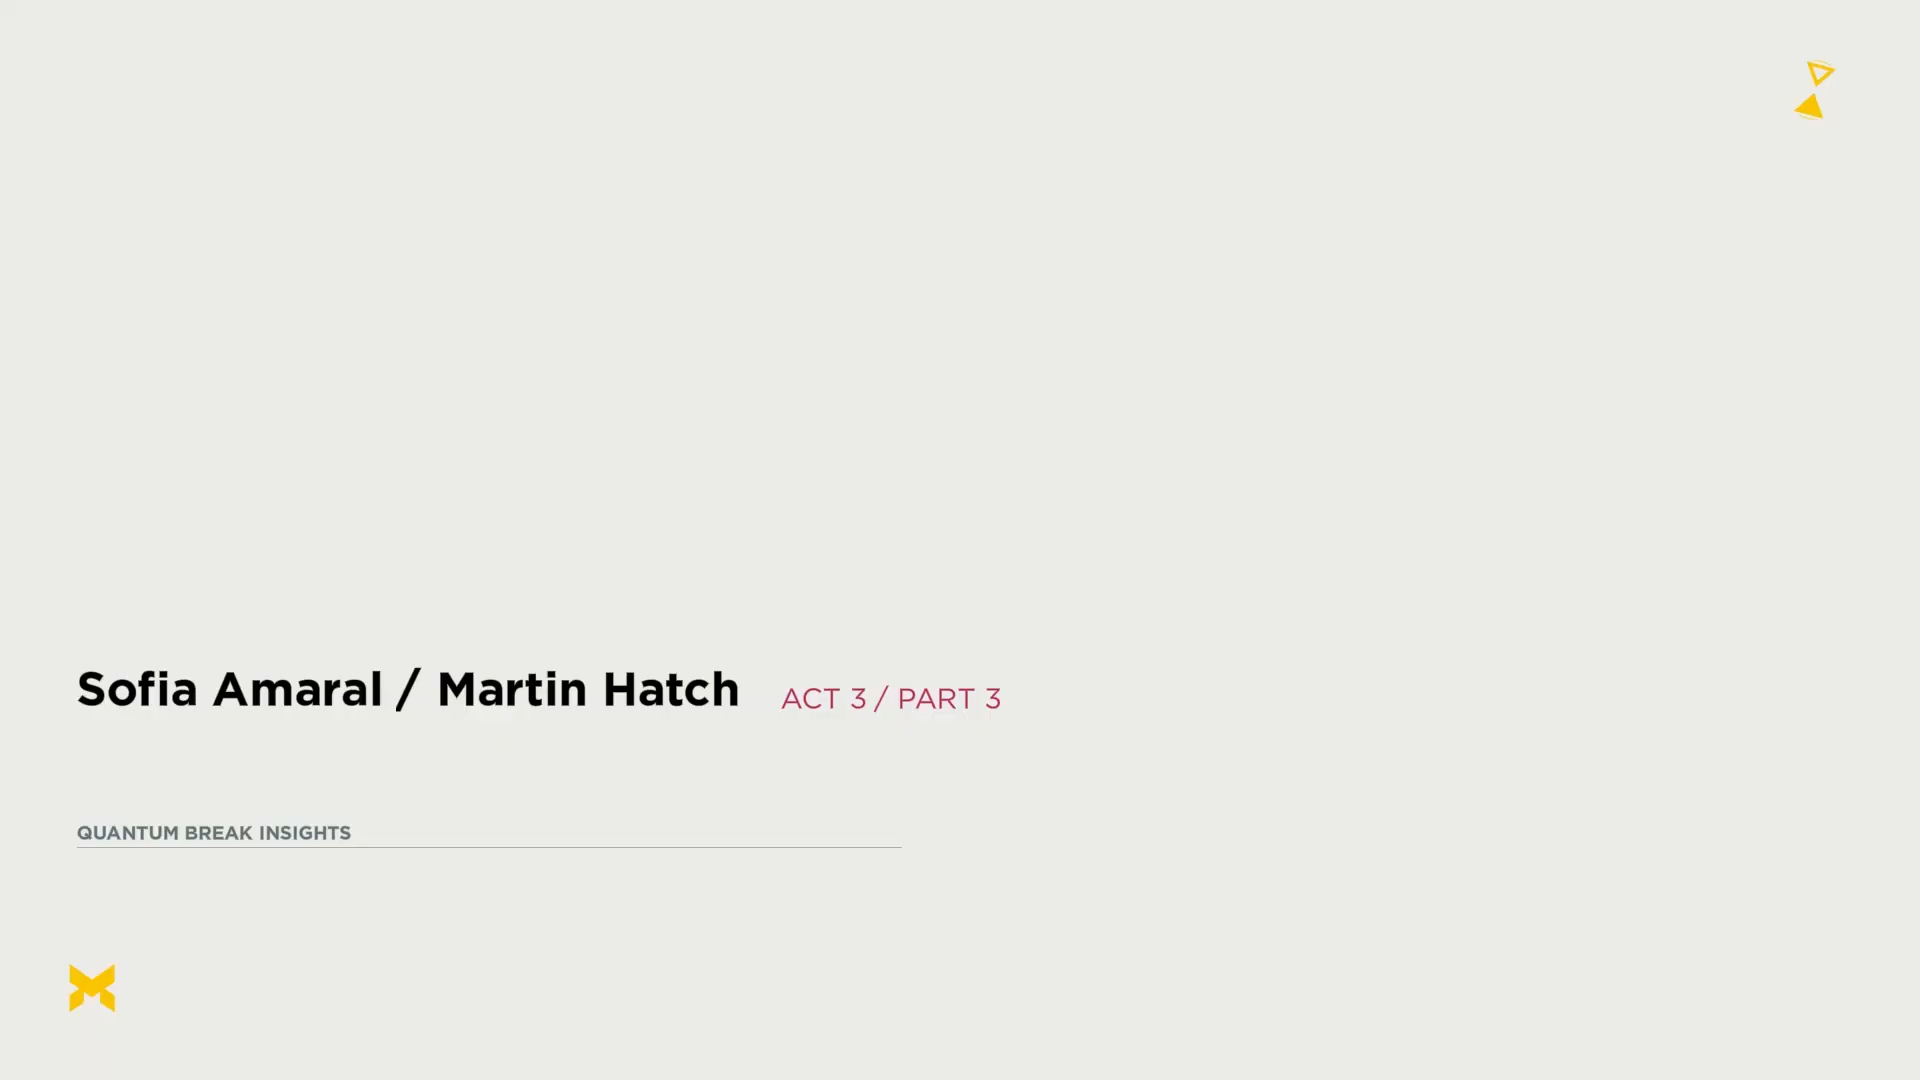 Sofia Amaral / Martin Hatch ACT 3 / PART 3
QUANTUM BREAK INSIGHTS